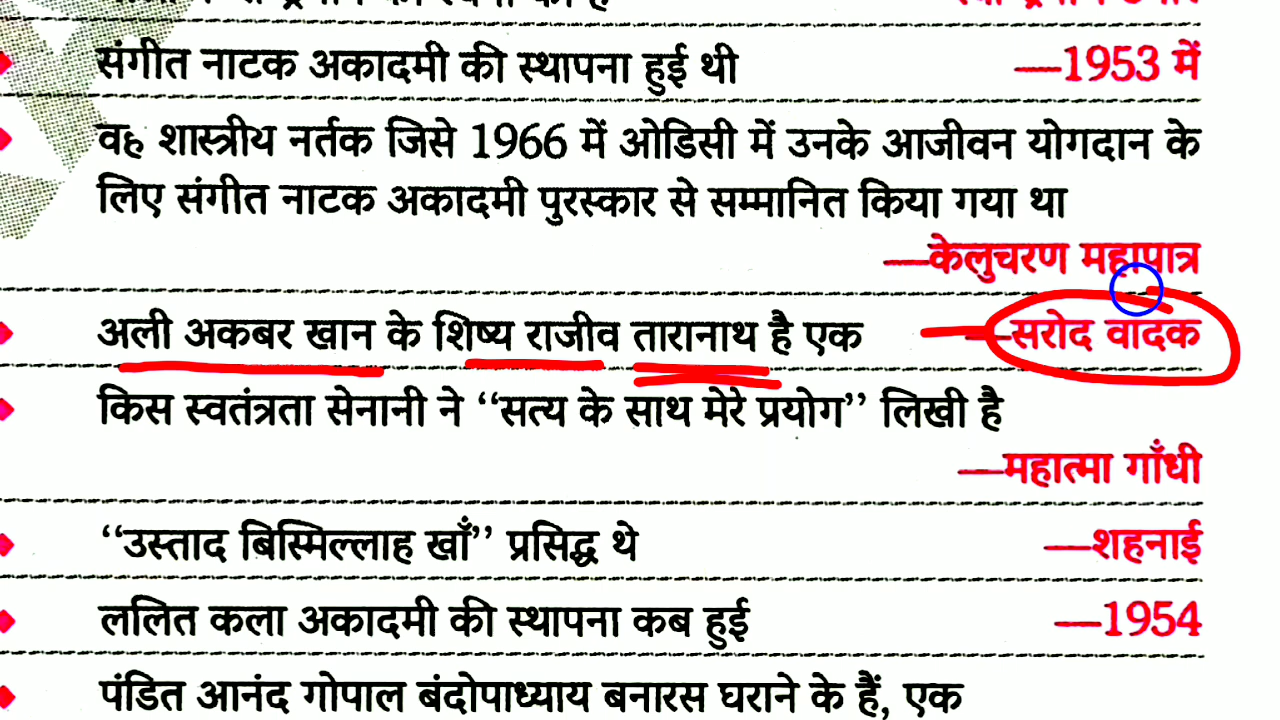 संगीत नाटक अकादमी की स्थापना हुई थी —1953 में
वह शास्त्रीय नर्तक जिसे 1966 में ओडिसी में उनके आजीवन योगदान के
लिए संगीत नाटक अकादमी पुरस्कार से सम्मानित किया गया था
—केलुचरण महापात्र
अली अकबर खान के शिष्य राजीव तारानाथ है एक —सरोद वादक
किस स्वतंत्रता सेनानी ने ‘‘सत्य के साथ मेरे प्रयोग’’ लिखी है
—महात्मा गाँधी
‘‘उस्ताद बिस्मिल्लाह खाँ’’ प्रसिद्ध थे —शहनाई
ललित कला अकादमी की स्थापना कब हुई —1954
पंडित आनंद गोपाल बंदोपाध्याय बनारस घराने के हैं, एक